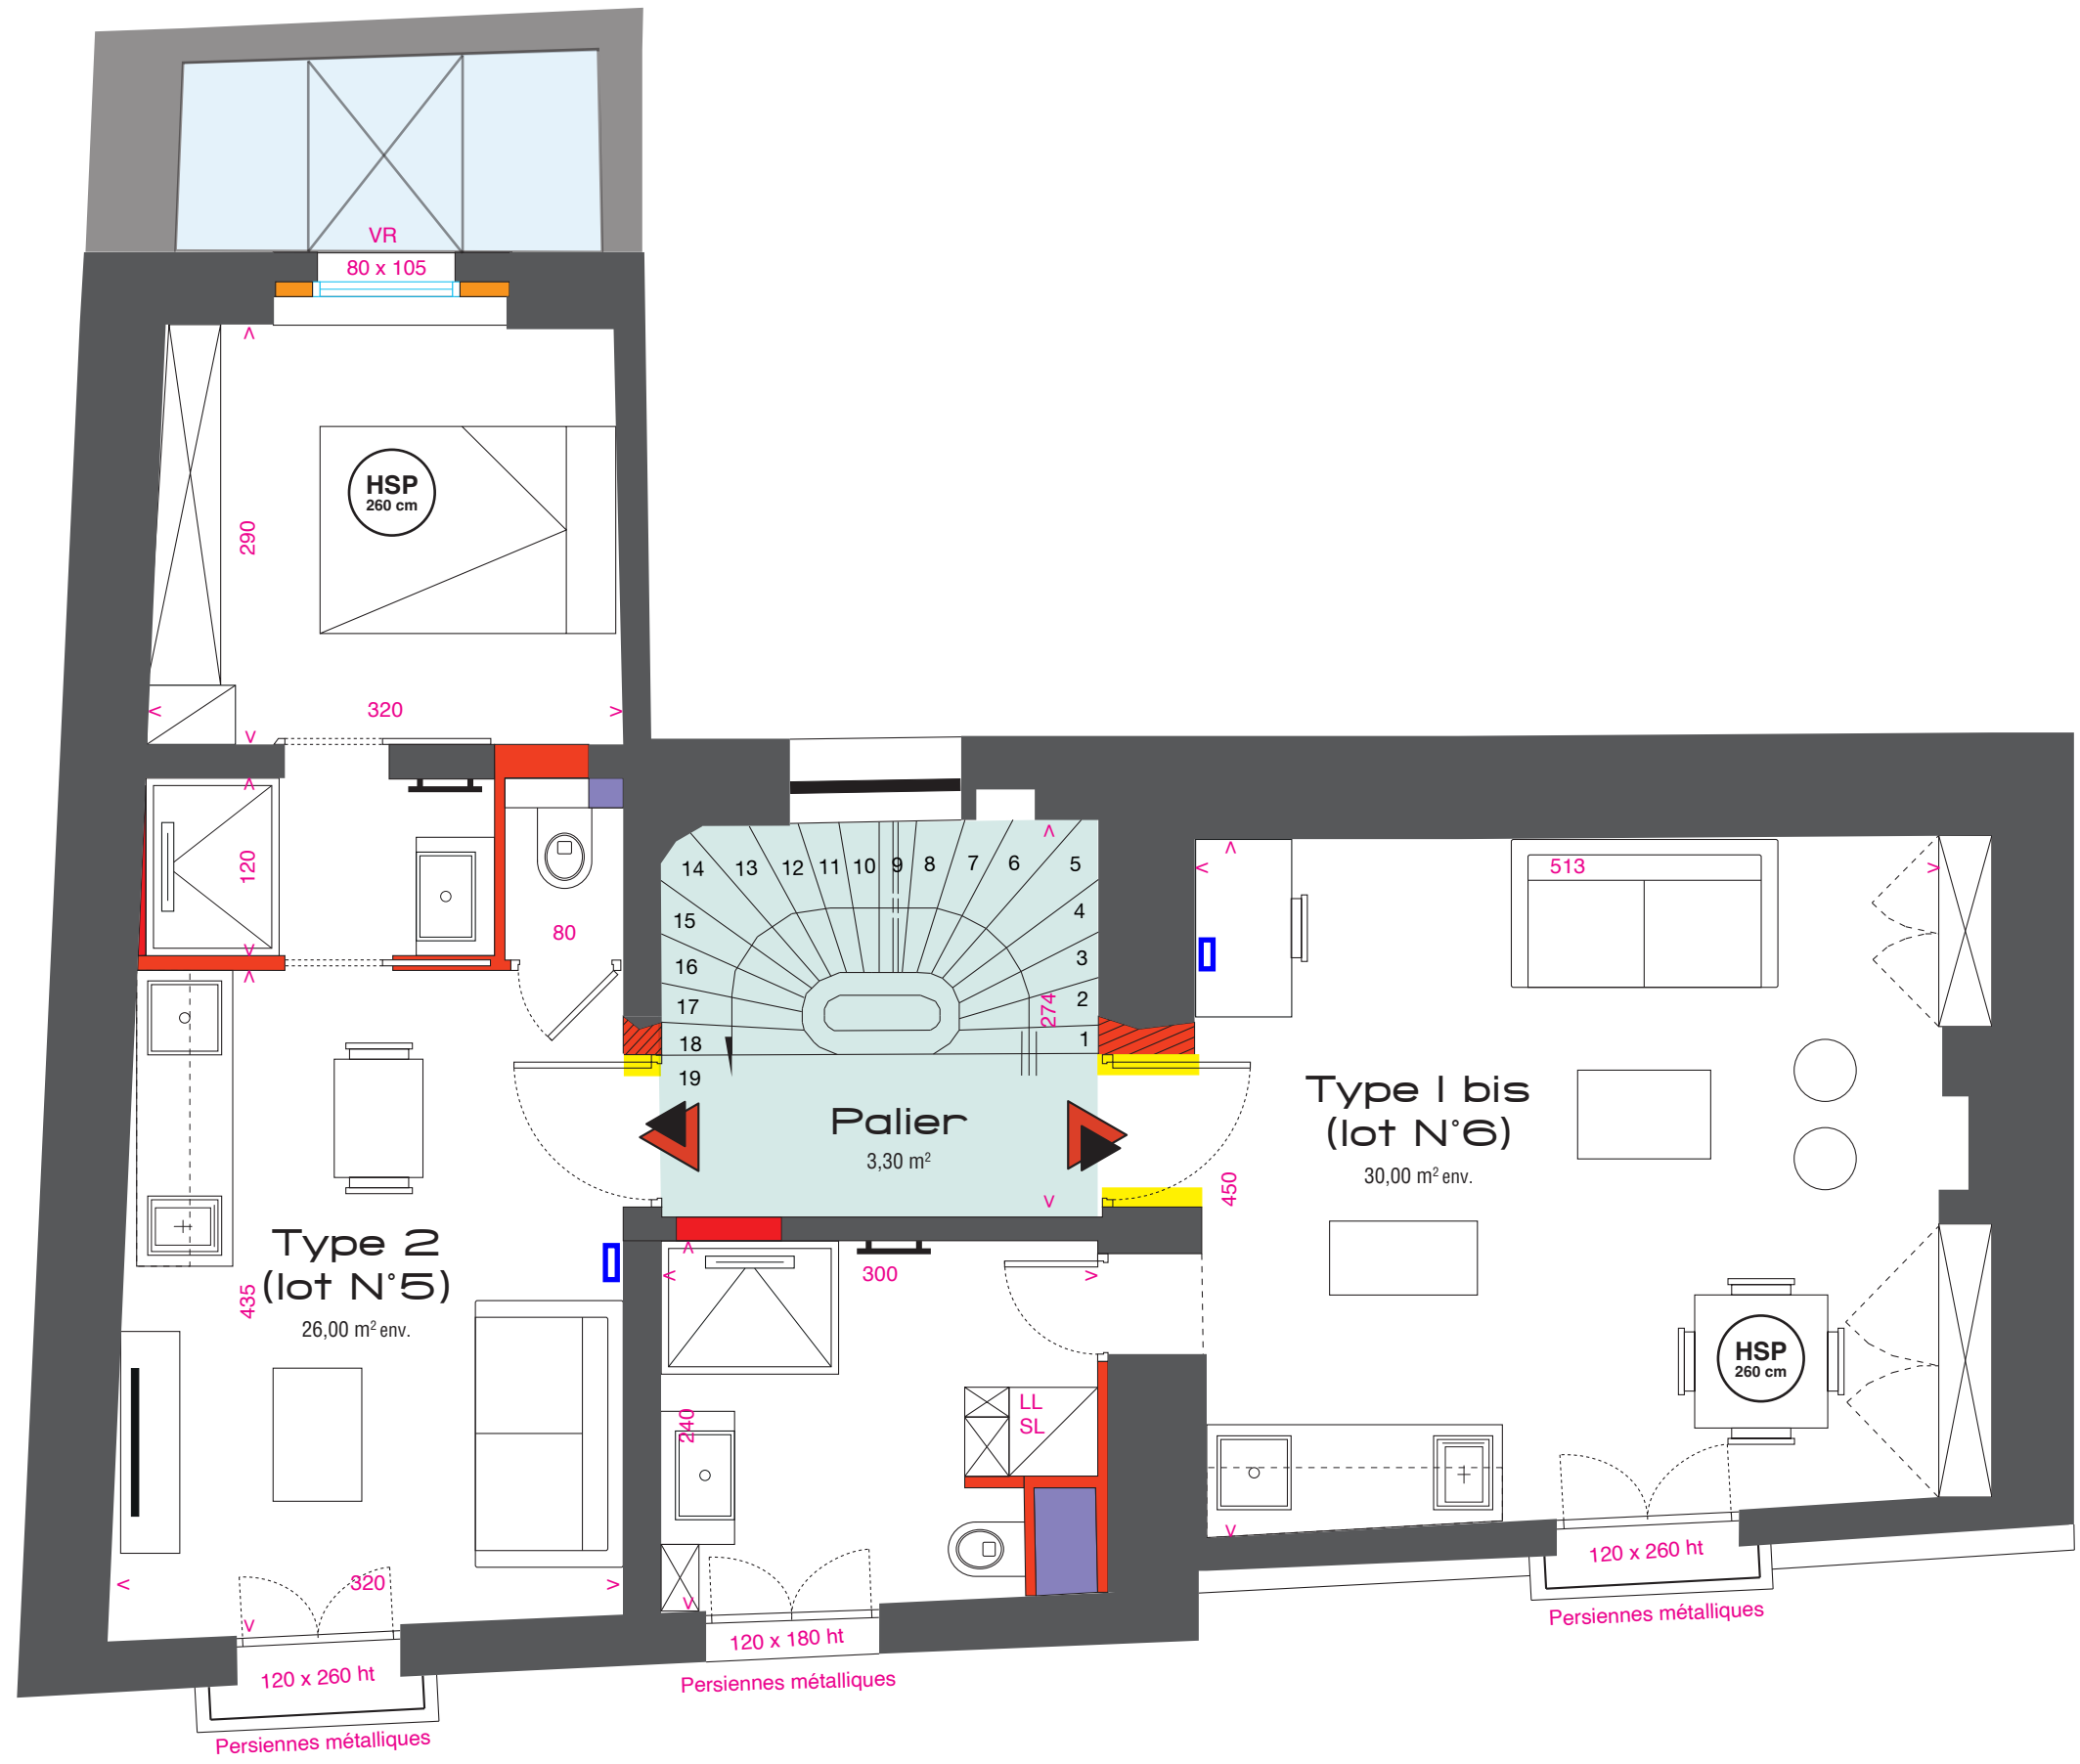 VR
80 x 105
HSP
260 cm
290
320
120
80
14
13
12
11
10
9
8
7
6
5
4
3
2
1
15
16
17
18
19
274
513
Palier
3,30 m²
Type 1 bis
(lot N°6)
30,00 m² env.
450
Type 2
(lot N°5)
26,00 m² env.
435
300
240
LL
SL
HSP
260 cm
320
120 x 260 ht
Persiennes métalliques
120 x 180 ht
Persiennes métalliques
120 x 260 ht
Persiennes métalliques